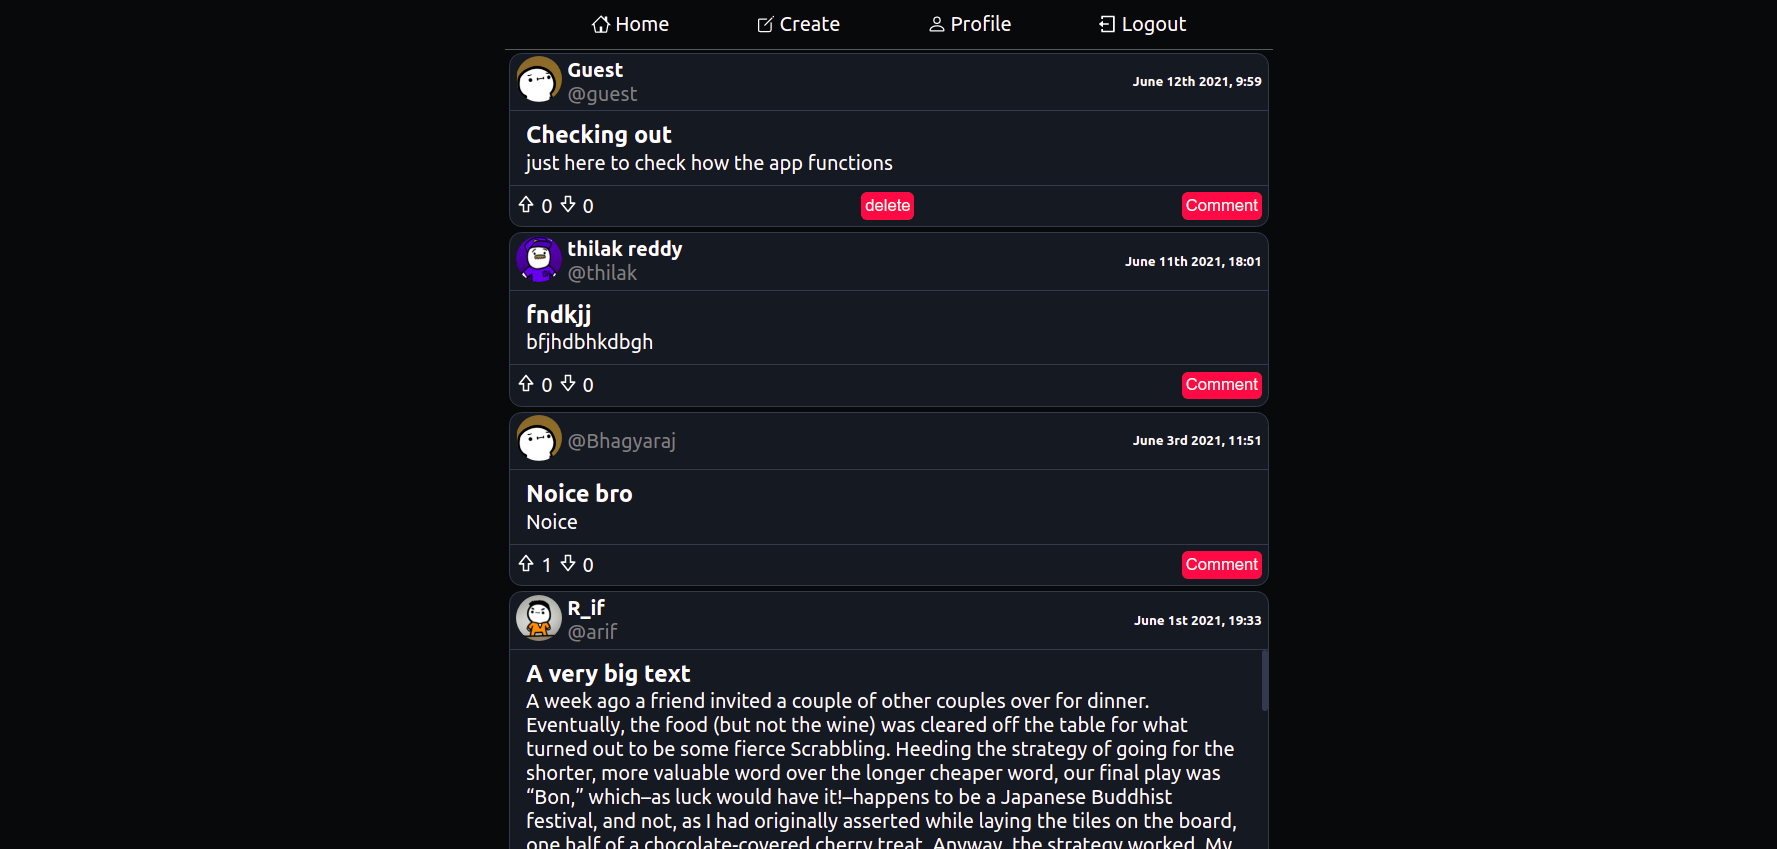 Home Create Profile Logout
Guest
@guest
June 12th 2021, 9:59
Checking out
just here to check how the app functions
0 0 delete Comment
thilak reddy
@thilak
June 11th 2021, 18:01
fndkjj
bfjhdbhkdbgh
0 0 Comment
@Bhagyaraj
June 3rd 2021, 11:51
Noice bro
Noice
1 0 Comment
R_if
@arif
June 1st 2021, 19:33
A very big text
A week ago a friend invited a couple of other couples over for dinner.
Eventually, the food (but not the wine) was cleared off the table for what
turned out to be some fierce Scrabbling. Heeding the strategy of going for the
shorter, more valuable word over the longer cheaper word, our final play was
“Bon,” which–as luck would have it!–happens to be a Japanese Buddhist
festival, and not, as I had originally asserted while laying the tiles on the board,
one half of a chocolate-covered cherry treat. Anyway, the strategy worked. My